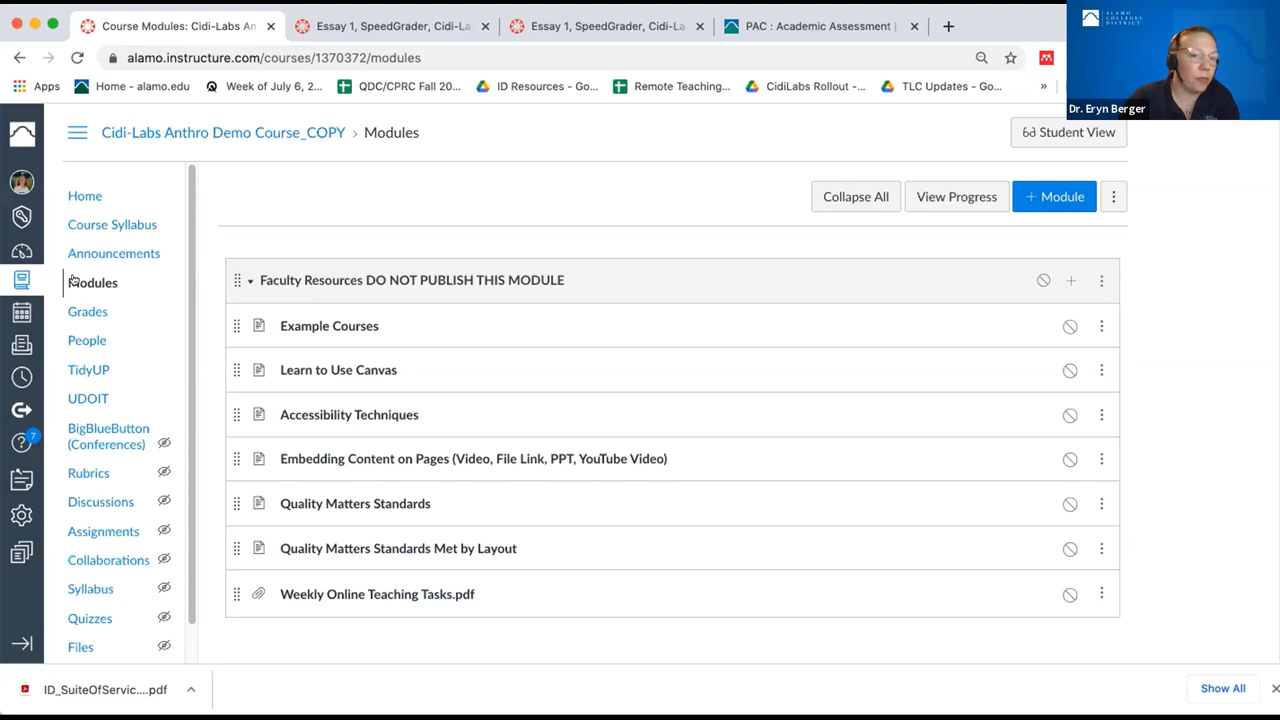 Course Modules: Cidi-Labs An
Essay 1, SpeedGrader, Cidi-La
Essay 1, SpeedGrader, Cidi-La
PAC : Academic Assessment |
alamo.instructure.com/courses/1370372/modules
ALAMO
COLLEGES
DISTRICT
Apps
Home - alamo.edu
Week of July 6, 2...
QDC/CPRC Fall 20...
ID Resources - Go...
Remote Teaching...
CidiLabs Rollout -...
TLC Updates - Go...
»
Dr. Eryn Berger
Cidi-Labs Anthro Demo Course_COPY > Modules
Student View
Home
Course Syllabus
Announcements
Modules
Grades
People
TidyUP
UDOIT
BigBlueButton
(Conferences)
Rubrics
Discussions
Assignments
Collaborations
Syllabus
Quizzes
Files
7
Collapse All
View Progress
+ Module
Faculty Resources DO NOT PUBLISH THIS MODULE
Example Courses
Learn to Use Canvas
Accessibility Techniques
Embedding Content on Pages (Video, File Link, PPT, YouTube Video)
Quality Matters Standards
Quality Matters Standards Met by Layout
Weekly Online Teaching Tasks.pdf
ID_SuiteOfServic....pdf
Show All